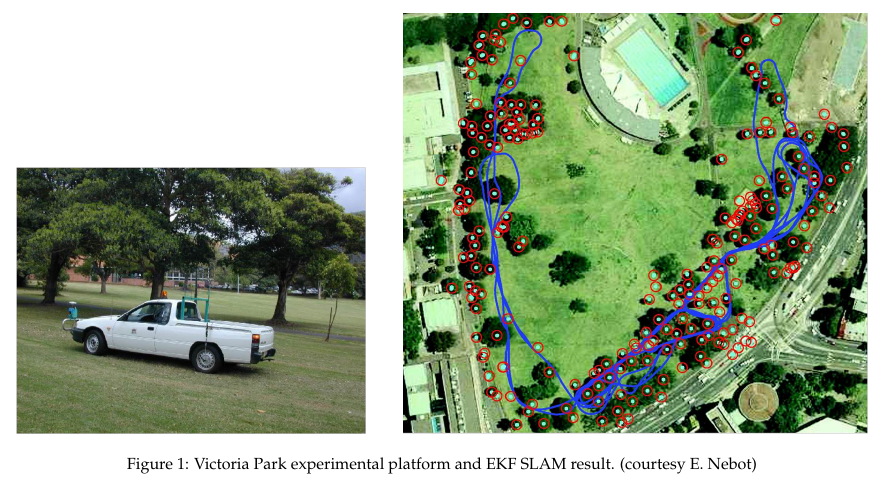 Figure 1: Victoria Park experimental platform and EKF SLAM result. (courtesy E. Nebot)